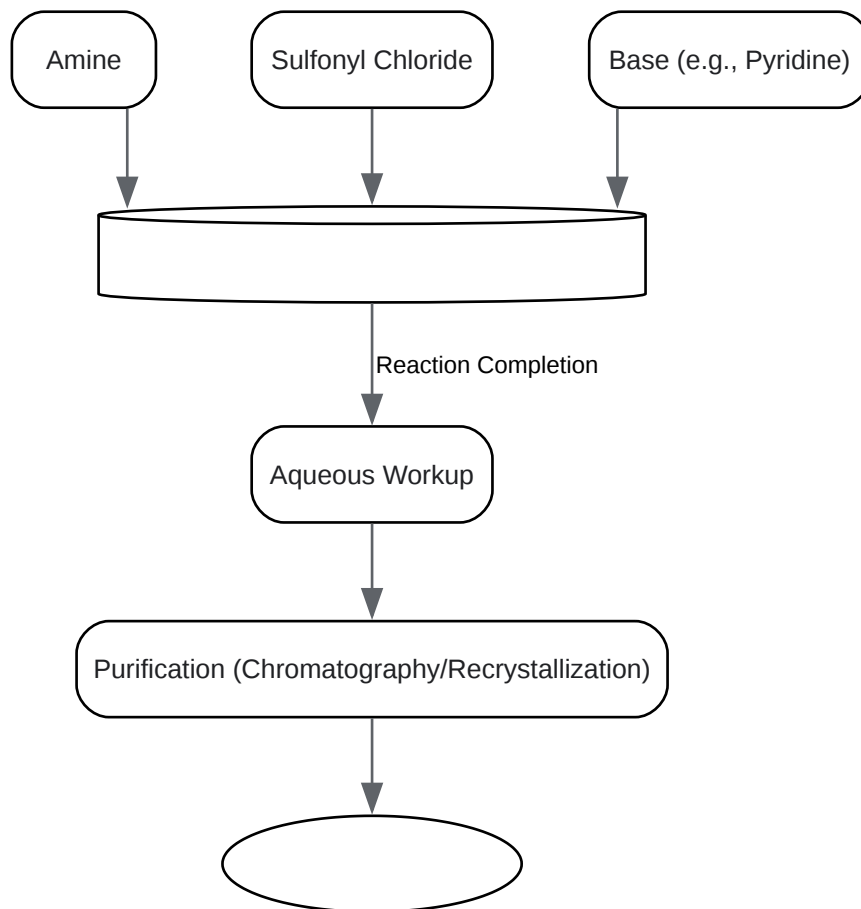 Amine
Sulfonyl Chloride
Base (e.g., Pyridine)
Reaction Completion
Aqueous Workup
Purification (Chromatography/Recrystallization)